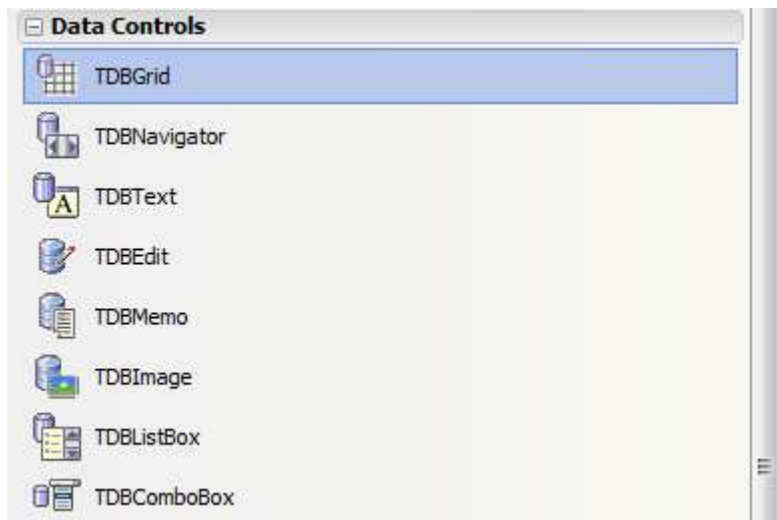 Data Controls
TDBGrid
TDBNavigator
TDBText
TDBEdit
TDBMemo
TDBImage
TDBListBox
TDBComboBox